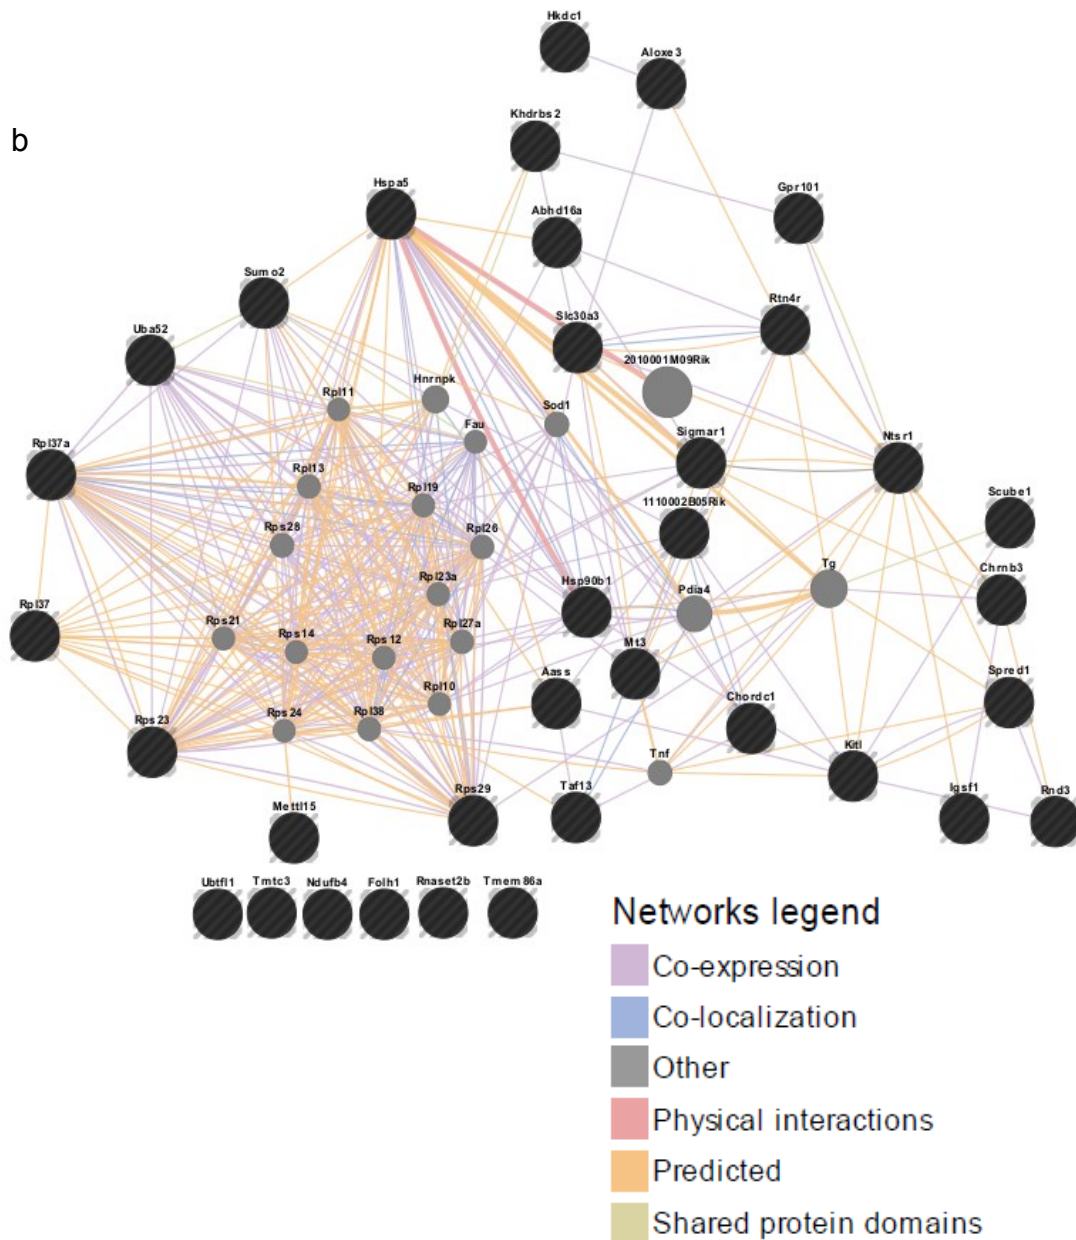 Hkdc1
Aloxe3
Khdrbs2
b
Hspa5
Gpr101
Abhd16a
Sumo2
Rtn4r
Slc30a3
Uba52
2010001M09Rik
Hnrnpk
Rpl11
Sod1
Fau
Sigmar1
Ntsr1
Rpl37a
Rpl13
Rpl19
Scube1
1110002B05Rik
Rps28
Rpl26
Tg
Chrnb3
Rpl23a
Hsp90b1
Pdia4
Rpl37
Rps21
Rps14
Rps12
Rpl27a
Mt3
Aass
Spred1
Rpl10
Chordc1
Rps24
Rpl38
Rps23
Kitl
Tnf
Rps29
Taf13
Igsf1
Rnd3
Mettl15
Ubtfl1 Tmtc3 Ndufb4 Folh1 Rnaset2b Tmem86a
Networks legend
Co-expression
Co-localization
Other
Physical interactions
Predicted
Shared protein domains